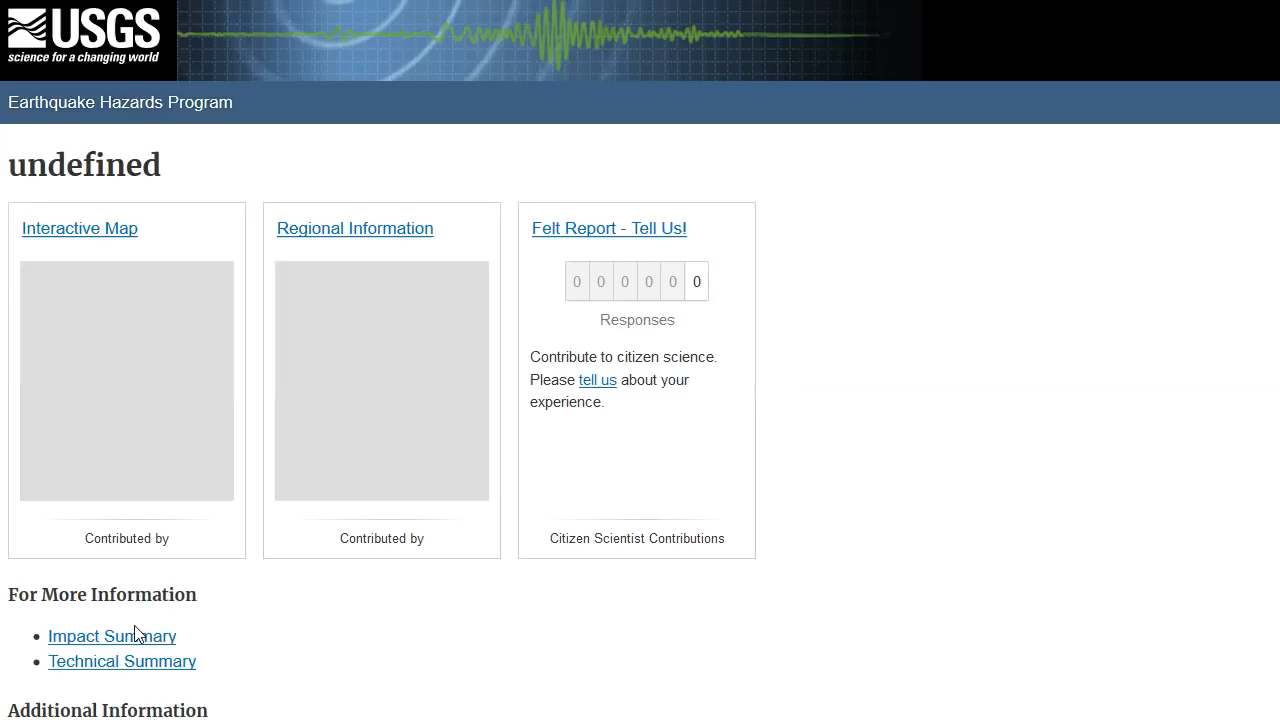 USGS
science for a changing world
Earthquake Hazards Program
undefined
Interactive Map
Contributed by
Regional Information
Contributed by
Felt Report - Tell Us!
0 0 0 0 0 0
Responses
Contribute to citizen science.
Please tell us about your
experience.
Citizen Scientist Contributions
For More Information
Impact Summary
Technical Summary
Additional Information